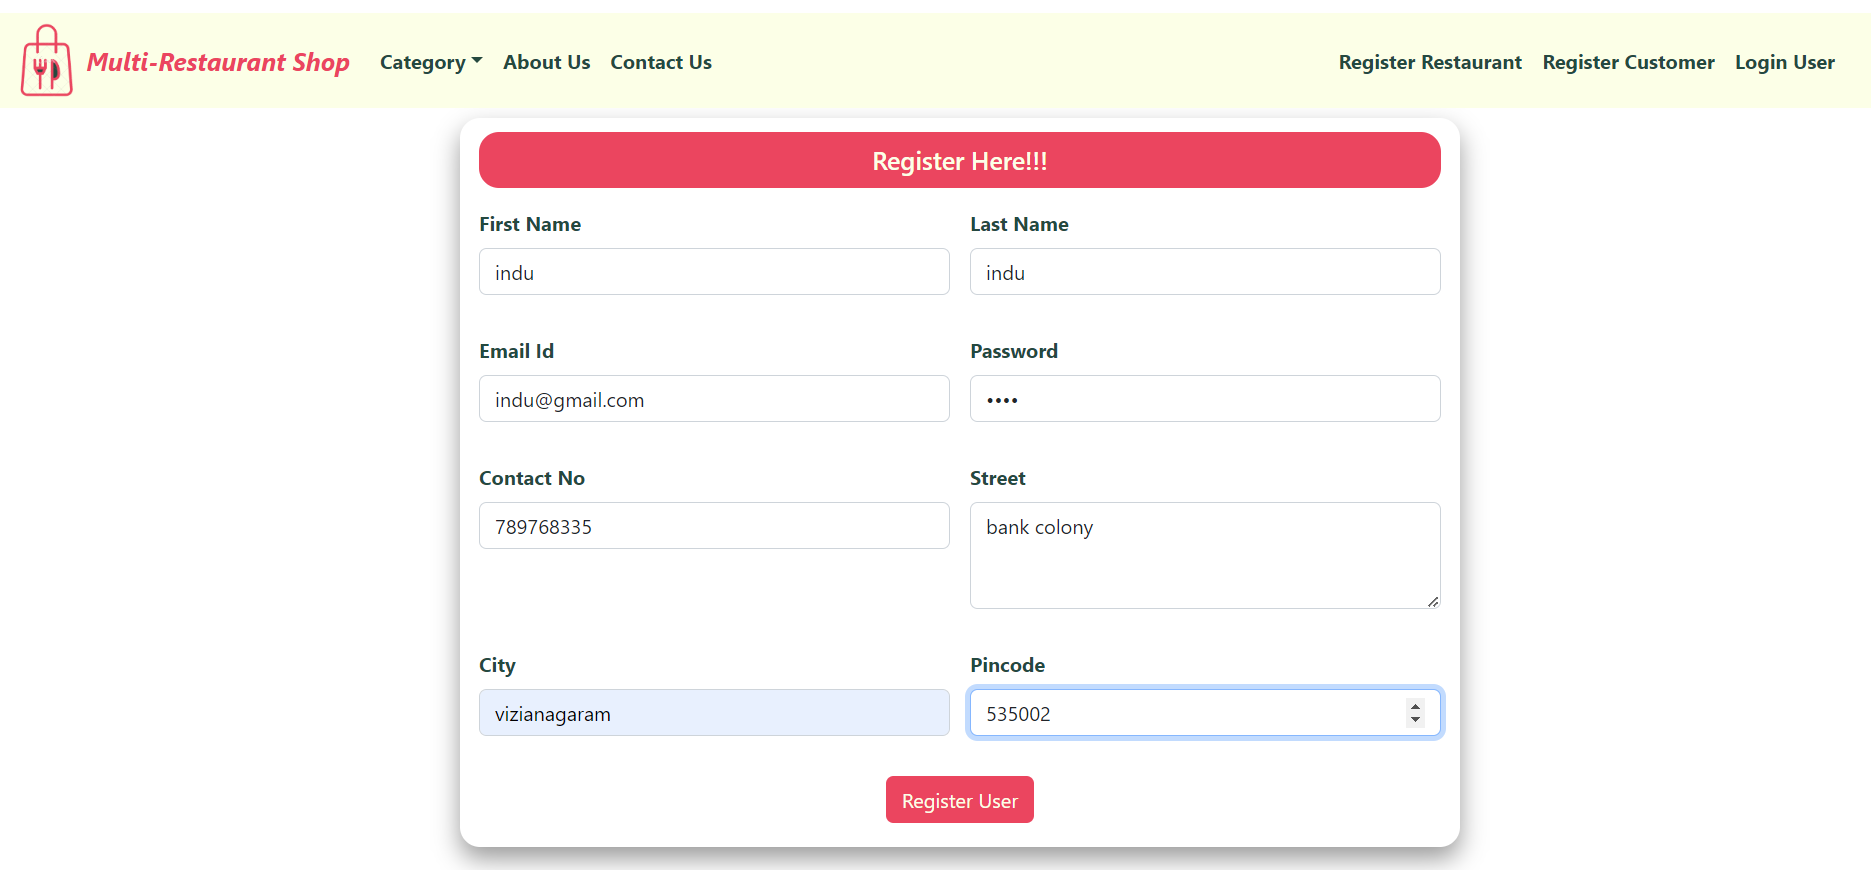 Multi-Restaurant Shop Category About Us Contact Us Register Restaurant Register Customer Login User
Register Here!!!
First Name Last Name
indu indu
Email Id Password
indu@gmail.com ••••
Contact No Street
789768335 bank colony
City Pincode
vizianagaram 535002
Register User